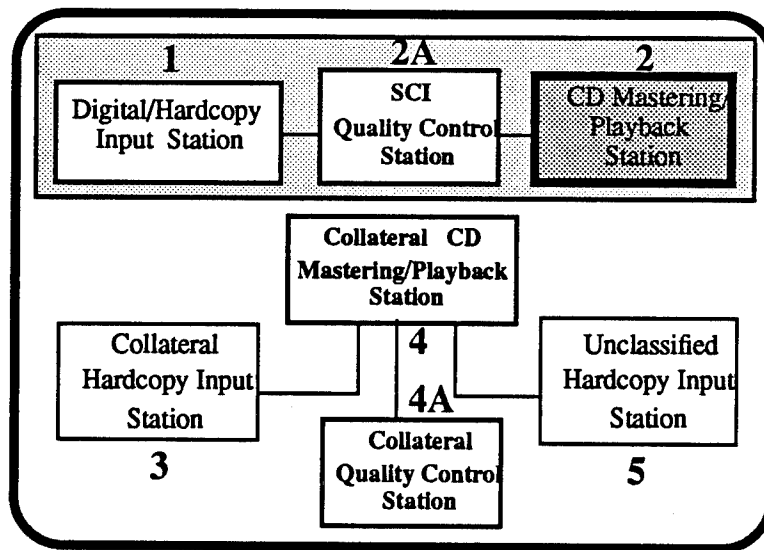 1
Digital/Hardcopy
Input Station
2A
SCI
Quality Control
Station
2
CD Mastering/
Playback
Station
Collateral CD
Mastering/Playback
Station
4
Collateral
Hardcopy Input
Station
3
4A
Collateral
Quality Control
Station
Unclassified
Hardcopy Input
Station
5